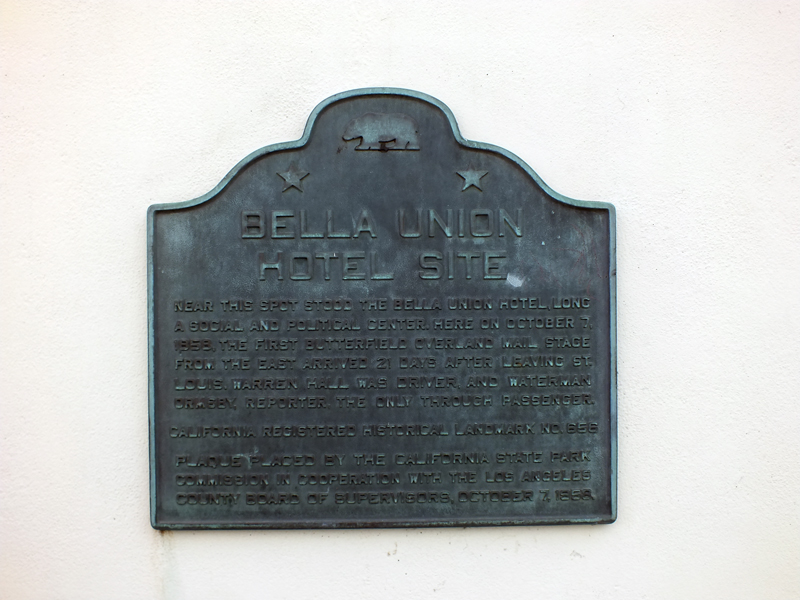 BELLA UNION
HOTEL SITE
NEAR THIS SPOT STOOD THE BELLA UNION HOTEL, LONG
A SOCIAL AND POLITICAL CENTER. HERE ON OCTOBER 7,
1858, THE FIRST BUTTERFIELD OVERLAND MAIL STAGE
FROM THE EAST ARRIVED 21 DAYS AFTER LEAVING ST.
LOUIS. WARREN HALL WAS DRIVER, AND WATERMAN
ORMSBY, REPORTER, THE ONLY THROUGH PASSENGER.
CALIFORNIA REGISTERED HISTORICAL LANDMARK NO. 656
PLAQUE PLACED BY THE CALIFORNIA STATE PARK
COMMISSION IN COOPERATION WITH THE LOS ANGELES
COUNTY BOARD OF SUPERVISORS, OCTOBER 7, 1958.